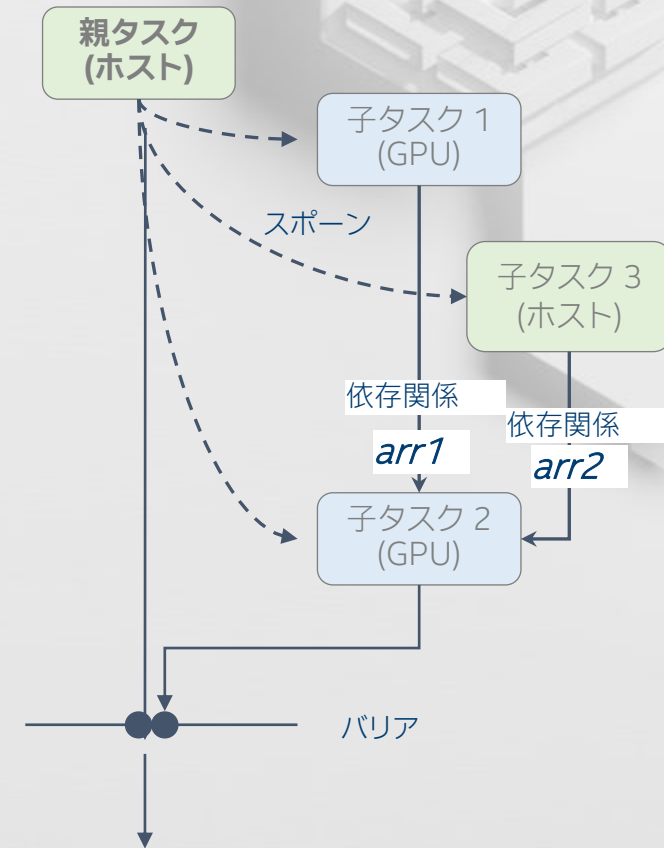 親タスク
(ホスト)
子タスク 1
(GPU)
スポーン
子タスク 3
(ホスト)
依存関係
arr1
依存関係
arr2
子タスク 2
(GPU)
バリア